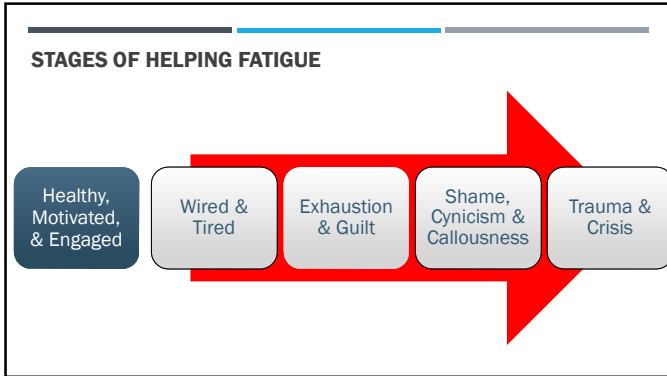 STAGES OF HELPING FATIGUE
Healthy,
Motivated,
& Engaged
Wired &
Tired
Exhaustion
& Guilt
Shame,
Cynicism &
Callousness
Trauma &
Crisis